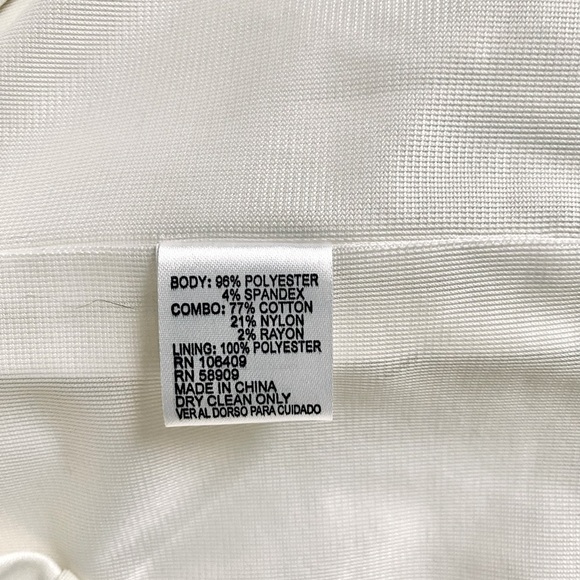 BODY: 96% POLYESTER
4% SPANDEX
COMBO: 77% COTTON
21% NYLON
2% RAYON
LINING: 100% POLYESTER
RN 106409
RN 58909
MADE IN CHINA
DRY CLEAN ONLY
VER AL DORSO PARA CUIDADO